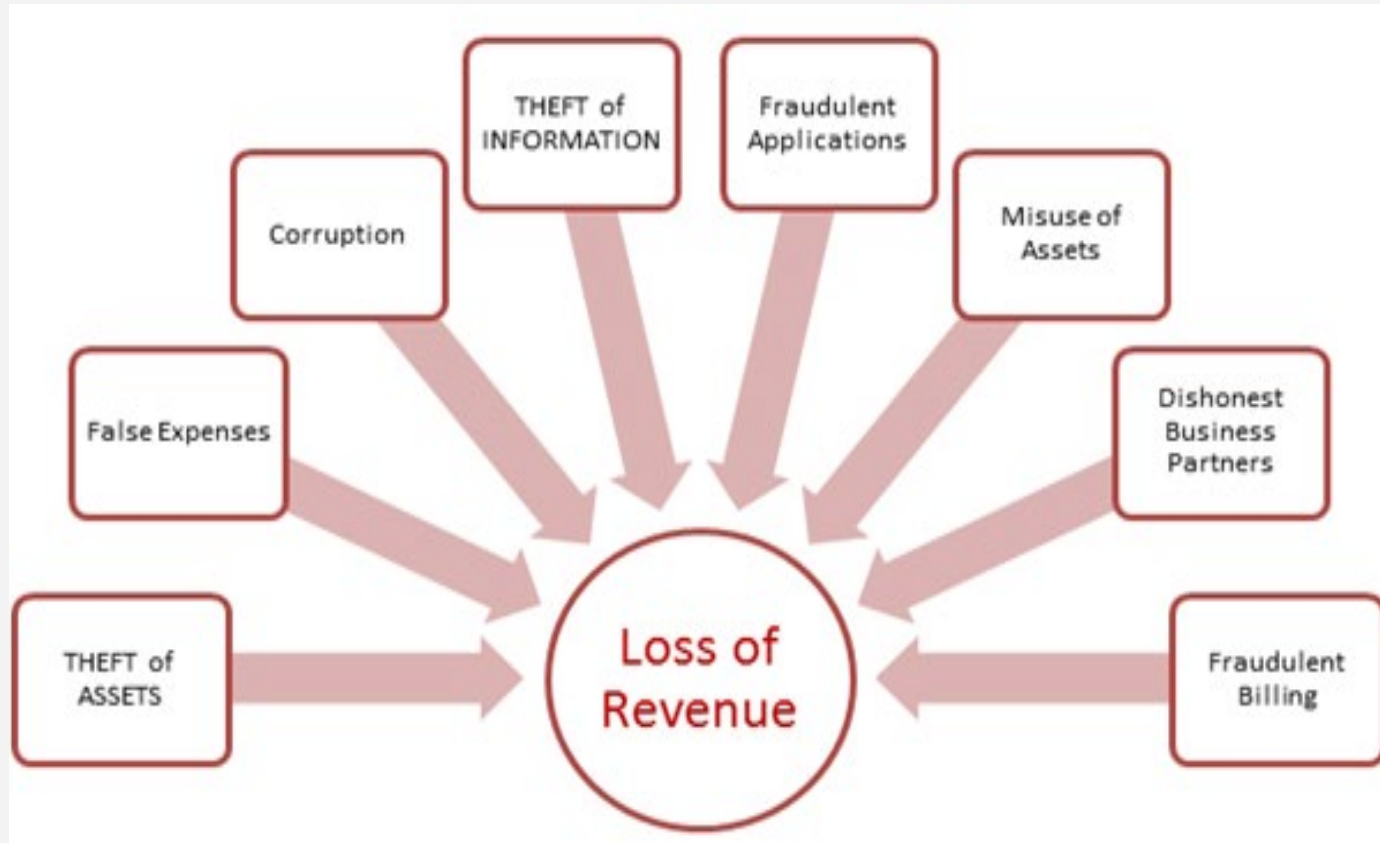 THEFT of
INFORMATION
Fraudulent
Applications
Corruption
Misuse of
Assets
False Expenses
Dishonest
Business
Partners
THEFT of
ASSETS
Loss of
Revenue
Fraudulent
Billing